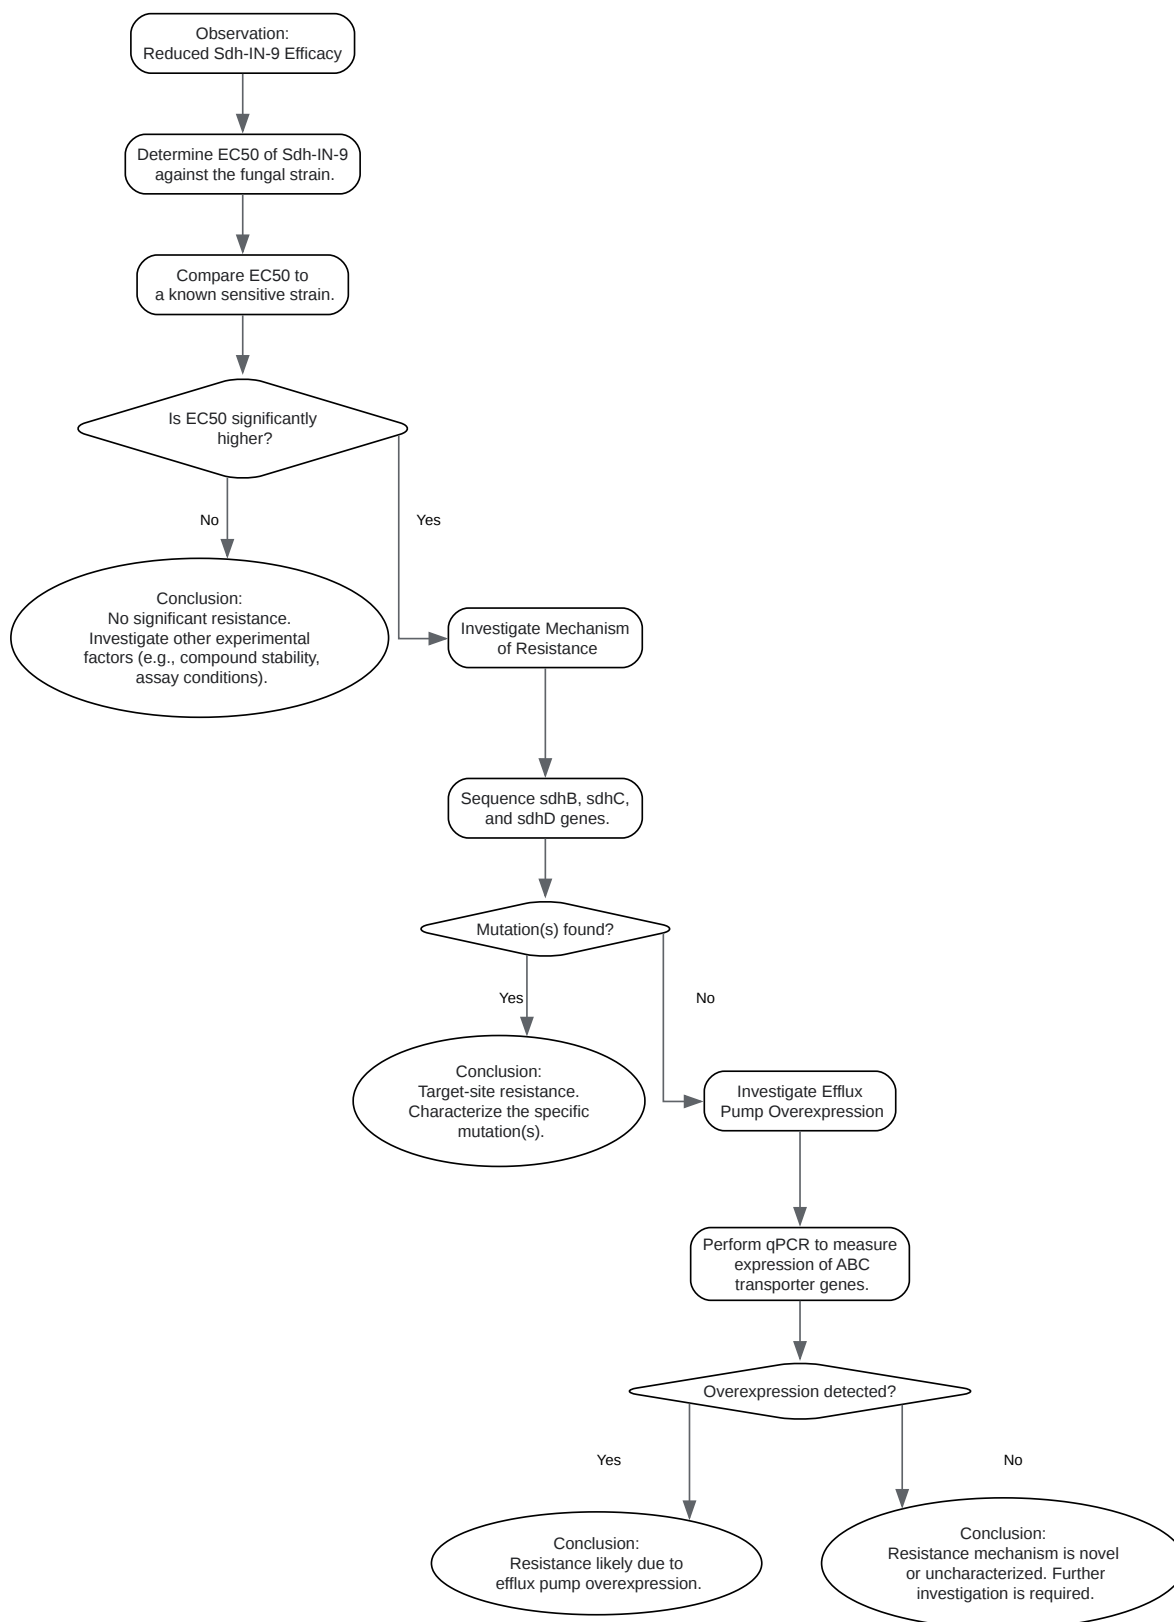 Observation:
Reduced Sdh-IN-9 Efficacy
Determine EC50 of Sdh-IN-9
against the fungal strain.
Compare EC50 to
a known sensitive strain.
Is EC50 significantly
higher?
No
Yes
Conclusion:
No significant resistance.
Investigate other experimental
factors (e.g., compound stability,
assay conditions).
Investigate Mechanism
of Resistance
Sequence sdhB, sdhC,
and sdhD genes.
Mutation(s) found?
Yes
No
Conclusion:
Target-site resistance.
Characterize the specific
mutation(s).
Investigate Efflux
Pump Overexpression
Perform qPCR to measure
expression of ABC
transporter genes.
Overexpression detected?
Yes
No
Conclusion:
Resistance likely due to
efflux pump overexpression.
Conclusion:
Resistance mechanism is novel
or uncharacterized. Further
investigation is required.